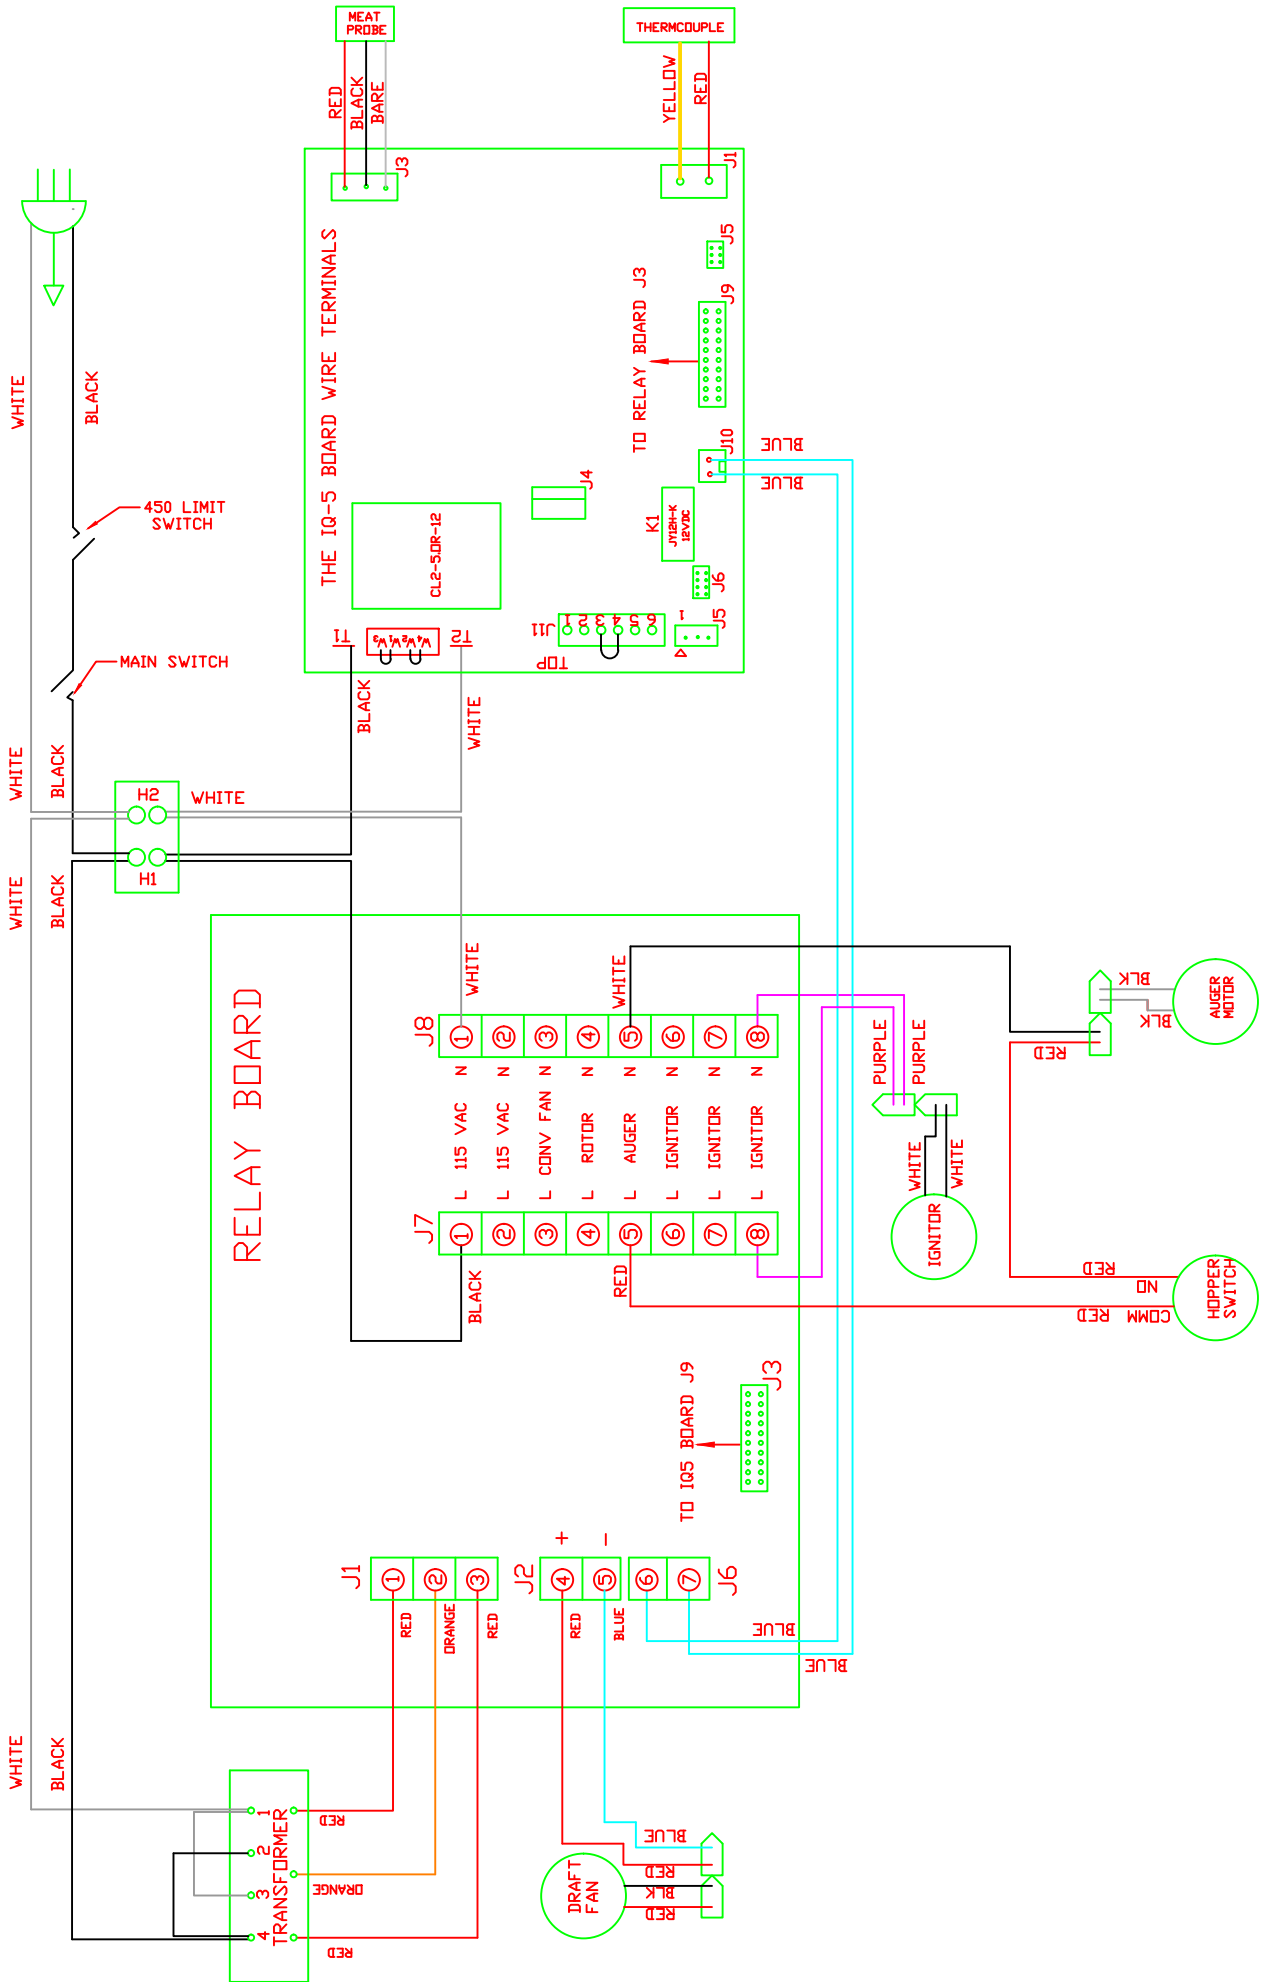 MEAT
PROBE
THERMCOUPLE
RED
BLACK
BARE
YELLOW
RED
J3
J1
THE IQ-5 BOARD WIRE TERMINALS
J5
J9
TO RELAY BOARD J3
J10
BLUE
BLUE
WHITE
BLACK
450 LIMIT
SWITCH
J4
K1
JY12H-K
12VDC
CL2-5.0R-12
J6
J5
1
J11
1 2 3 4 5 6
TOP
T1
W3 W1 W2 W4
T2
MAIN SWITCH
BLACK
WHITE
WHITE
BLACK
H2
WHITE
H1
WHITE
BLACK
RELAY BOARD
WHITE
WHITE
J8
1 2 3 4 5 6 7 8
L 115 VAC N
L 115 VAC N
L CONV FAN N
L ROTOR N
L AUGER N
L IGNITOR N
L IGNITOR N
L IGNITOR N
J7
1 2 3 4 5 6 7 8
BLACK
RED
PURPLE
PURPLE
WHITE
WHITE
IGNITOR
BLK
BLK
AUGER
MOTOR
RED
RED
NO
HOPPER
SWITCH
RED
COMM
TO IQ5 BOARD J9
J3
J1
1 2 3
RED
ORANGE
RED
J2
+
-
4 5
RED
BLUE
6 7
J6
BLUE
BLUE
WHITE
BLACK
1
2
3
4
TRANSFORMER
RED
ORANGE
RED
DRAFT
FAN
BLUE
RED
BLK
RED